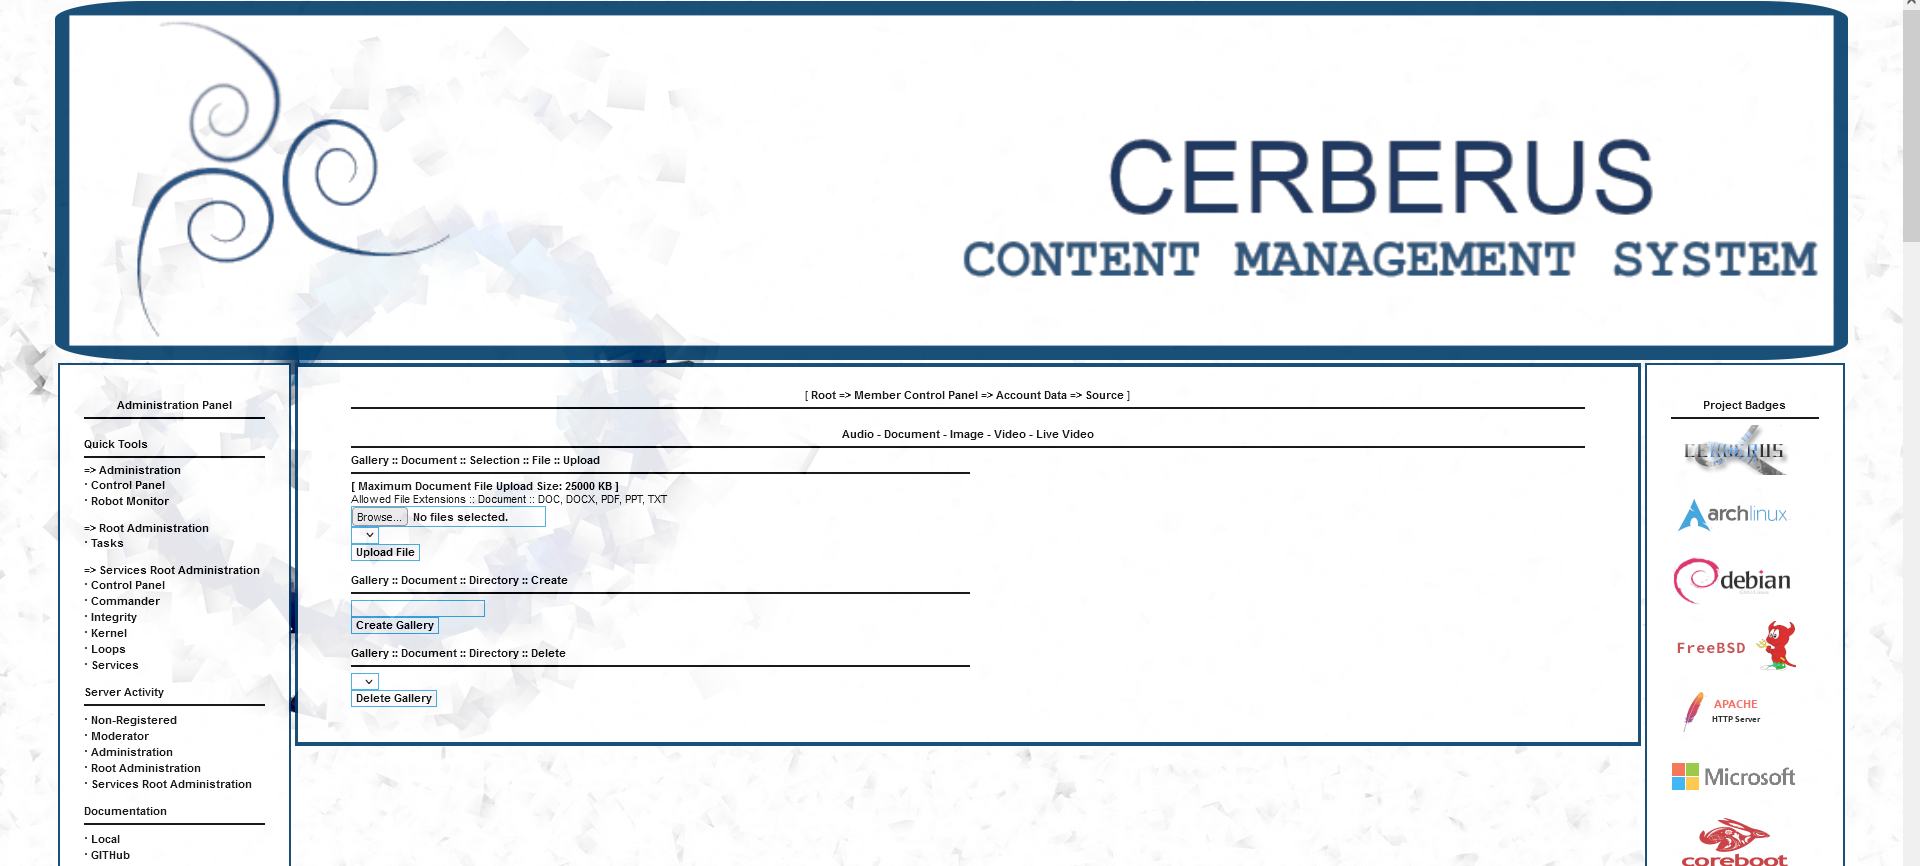 CERBERUS
CONTENT MANAGEMENT SYSTEM
Administration Panel
Quick Tools
=> Administration
· Control Panel
· Robot Monitor
=> Root Administration
· Tasks
=> Services Root Administration
· Control Panel
· Commander
· Integrity
· Kernel
· Loops
· Services
Server Activity
· Non-Registered
· Moderator
· Administration
· Root Administration
· Services Root Administration
Documentation
· Local
· GITHub
[ Root => Member Control Panel => Account Data => Source ]
Audio - Document - Image - Video - Live Video
Gallery :: Document :: Selection :: File :: Upload
[ Maximum Document File Upload Size: 25000 KB ]
Allowed File Extensions :: Document :: DOC, DOCX, PDF, PPT, TXT
Browse... No files selected.
Upload File
Gallery :: Document :: Directory :: Create
Create Gallery
Gallery :: Document :: Directory :: Delete
Delete Gallery
Project Badges
CERBERUS
archlinux
debian
FreeBSD
APACHE
HTTP Server
Microsoft
coreboot